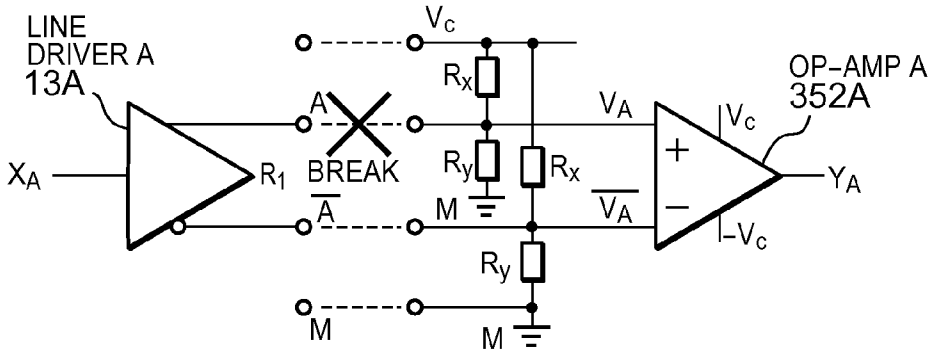 LINE
DRIVER A
13A
V_c
OP-AMP A
352A
R_x
A
V_A
V_c
X_A
R_1
BREAK
R_y
R_x
+
Y_A
M
A̅
V̅_A̅
−
-V_c
R_y
M
M